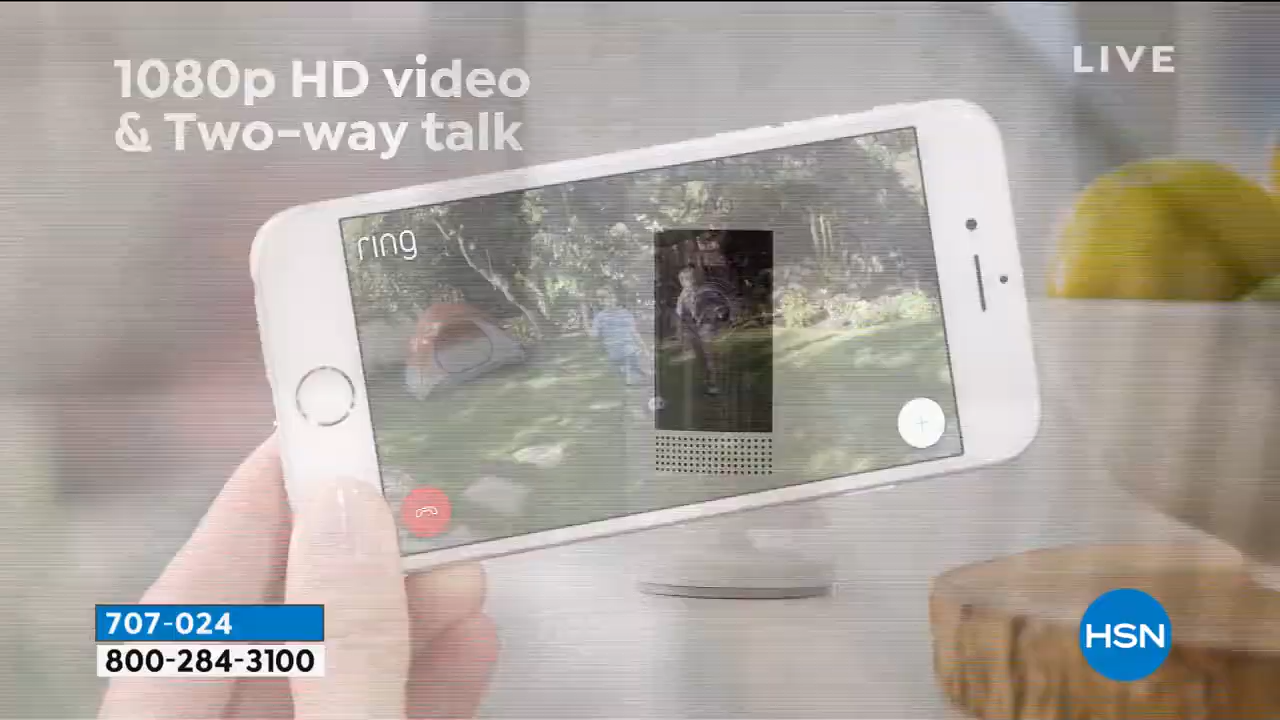 1080p HD video
& Two-way talk
LIVE
ring
707-024
800-284-3100
HSN